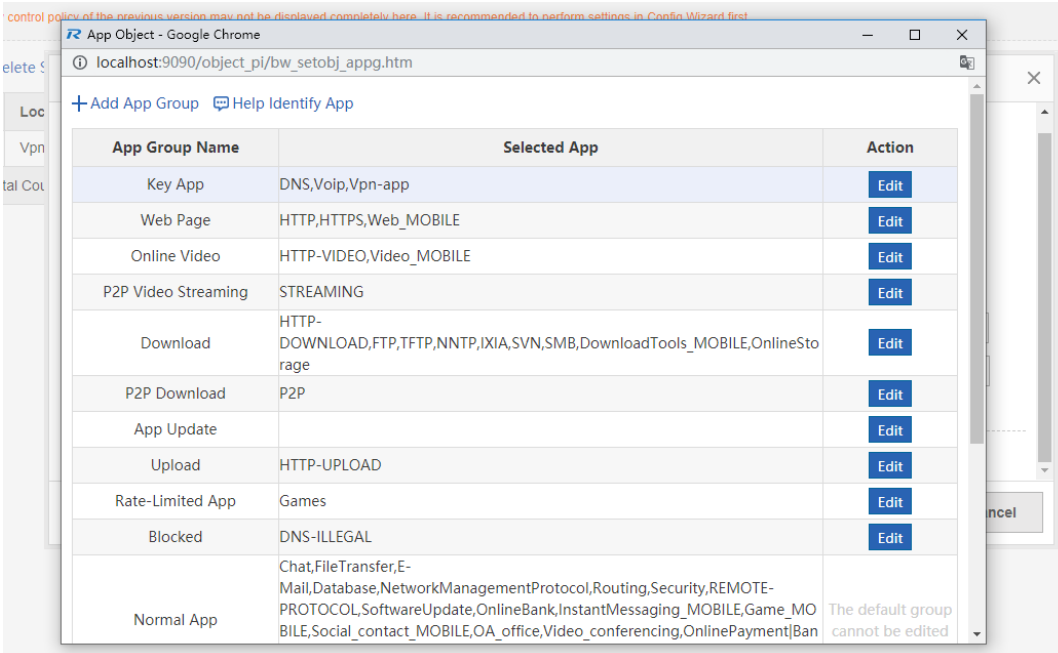 control policy of the previous version may not be displayed completely here. It is recommended to perform settings in Config Wizard first.
App Object - Google Chrome
localhost:9090/object_pi/bw_setobj_appg.htm
elete S
Loc
Vpn
tal Cou
Add App Group Help Identify App
App Group Name Selected App Action
Key App DNS,Voip,Vpn-app Edit
Web Page HTTP,HTTPS,Web_MOBILE Edit
Online Video HTTP-VIDEO,Video_MOBILE Edit
P2P Video Streaming STREAMING Edit
HTTP-
Download DOWNLOAD,FTP,TFTP,NNTP,IXIA,SVN,SMB,DownloadTools_MOBILE,OnlineSto Edit
rage
P2P Download P2P Edit
App Update Edit
Upload HTTP-UPLOAD Edit
Rate-Limited App Games Edit
ncel
Blocked DNS-ILLEGAL Edit
Chat,FileTransfer,E-
Mail,Database,NetworkManagementProtocol,Routing,Security,REMOTE-
Normal App PROTOCOL,SoftwareUpdate,OnlineBank,InstantMessaging_MOBILE,Game_MO The default group
BILE,Social_contact_MOBILE,OA_office,Video_conferencing,OnlinePayment|Ban cannot be edited